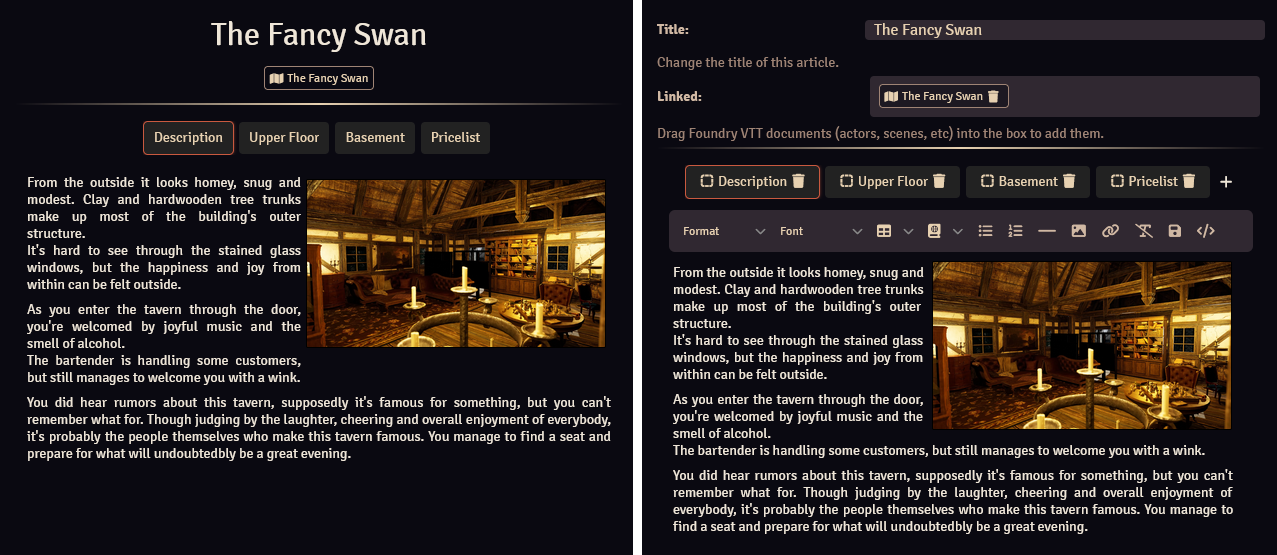 The Fancy Swan
The Fancy Swan
Description Upper Floor Basement Pricelist
From the outside it looks homey, snug and
modest. Clay and hardwooden tree trunks
make up most of the building's outer
structure.
It's hard to see through the stained glass
windows, but the happiness and joy from
within can be felt outside.
As you enter the tavern through the door,
you're welcomed by joyful music and the
smell of alcohol.
The bartender is handling some customers,
but still manages to welcome you with a wink.
You did hear rumors about this tavern, supposedly it's famous for something, but you can't
remember what for. Though judging by the laughter, cheering and overall enjoyment of everybody,
it's probably the people themselves who make this tavern famous. You manage to find a seat and
prepare for what will undoubtedbly be a great evening.
Title: The Fancy Swan
Change the title of this article.
Linked: The Fancy Swan
Drag Foundry VTT documents (actors, scenes, etc) into the box to add them.
Description Upper Floor Basement Pricelist
Format Font
From the outside it looks homey, snug and
modest. Clay and hardwooden tree trunks
make up most of the building's outer
structure.
It's hard to see through the stained glass
windows, but the happiness and joy from
within can be felt outside.
As you enter the tavern through the door,
you're welcomed by joyful music and the
smell of alcohol.
The bartender is handling some customers, but still manages to welcome you with a wink.
You did hear rumors about this tavern, supposedly it's famous for something, but you can't
remember what for. Though judging by the laughter, cheering and overall enjoyment of
everybody, it's probably the people themselves who make this tavern famous. You manage to
find a seat and prepare for what will undoubtedbly be a great evening.